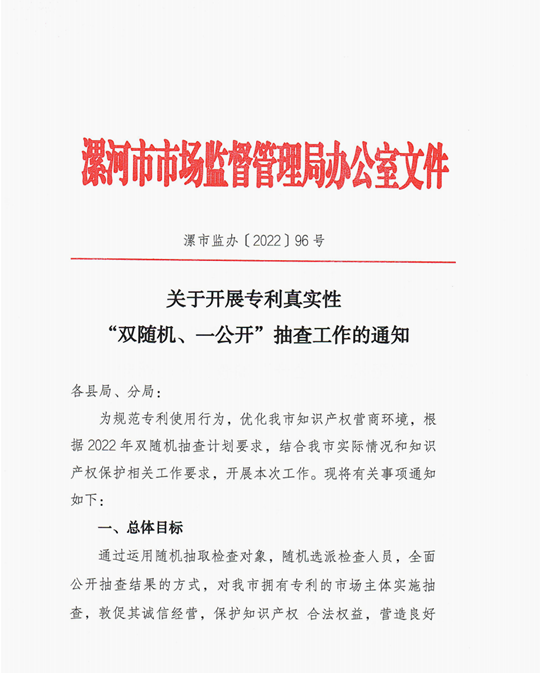 漯河市市场监督管理局办公室文件
漯市监办〔2022〕96号
关于开展专利真实性
“双随机、一公开”抽查工作的通知
各县局、分局：
为规范专利使用行为，优化我市知识产权营商环境，根
据2022年双随机抽查计划要求，结合我市实际情况和知识
产权保护相关工作要求，开展本次工作。现将有关事项通知
如下：
一、总体目标
通过运用随机抽取检查对象，随机选派检查人员，全面
公开抽查结果的方式，对我市拥有专利的市场主体实施抽
查，敦促其诚信经营，保护知识产权 合法权益，营造良好